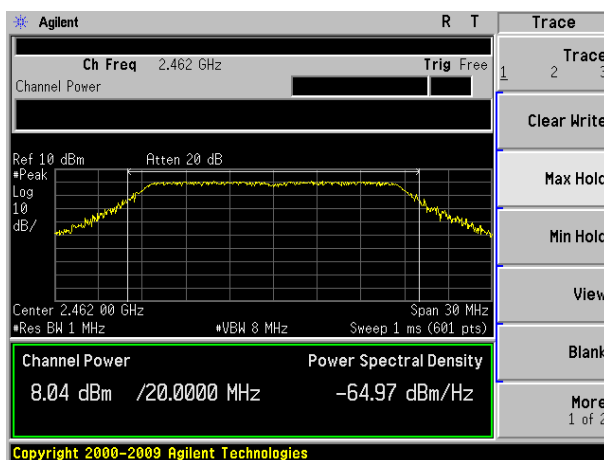 Agilent R T Trace
Ch Freq 2.462 GHz Trig Free
Channel Power
Trace
1 2 3
Clear Write
Max Hold
Min Hold
View
Blank
More
1 of 2
Ref 10 dBm Atten 20 dB
#Peak
Log
10
dB/
Center 2.462 00 GHz Span 30 MHz
#Res BW 1 MHz #VBW 8 MHz Sweep 1 ms (601 pts)
Channel Power Power Spectral Density
8.04 dBm /20.0000 MHz -64.97 dBm/Hz
Copyright 2000-2009 Agilent Technologies